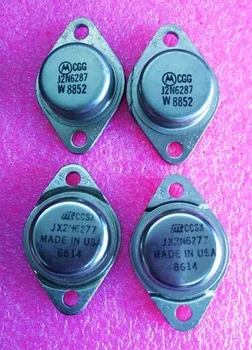 CGG
J2N6287
W 8852
CGG
J2N6287
W 8852
CCSX
JX2N6277
MADE IN USA
8614
CCSX
JX2N6277
MADE IN USA
8614